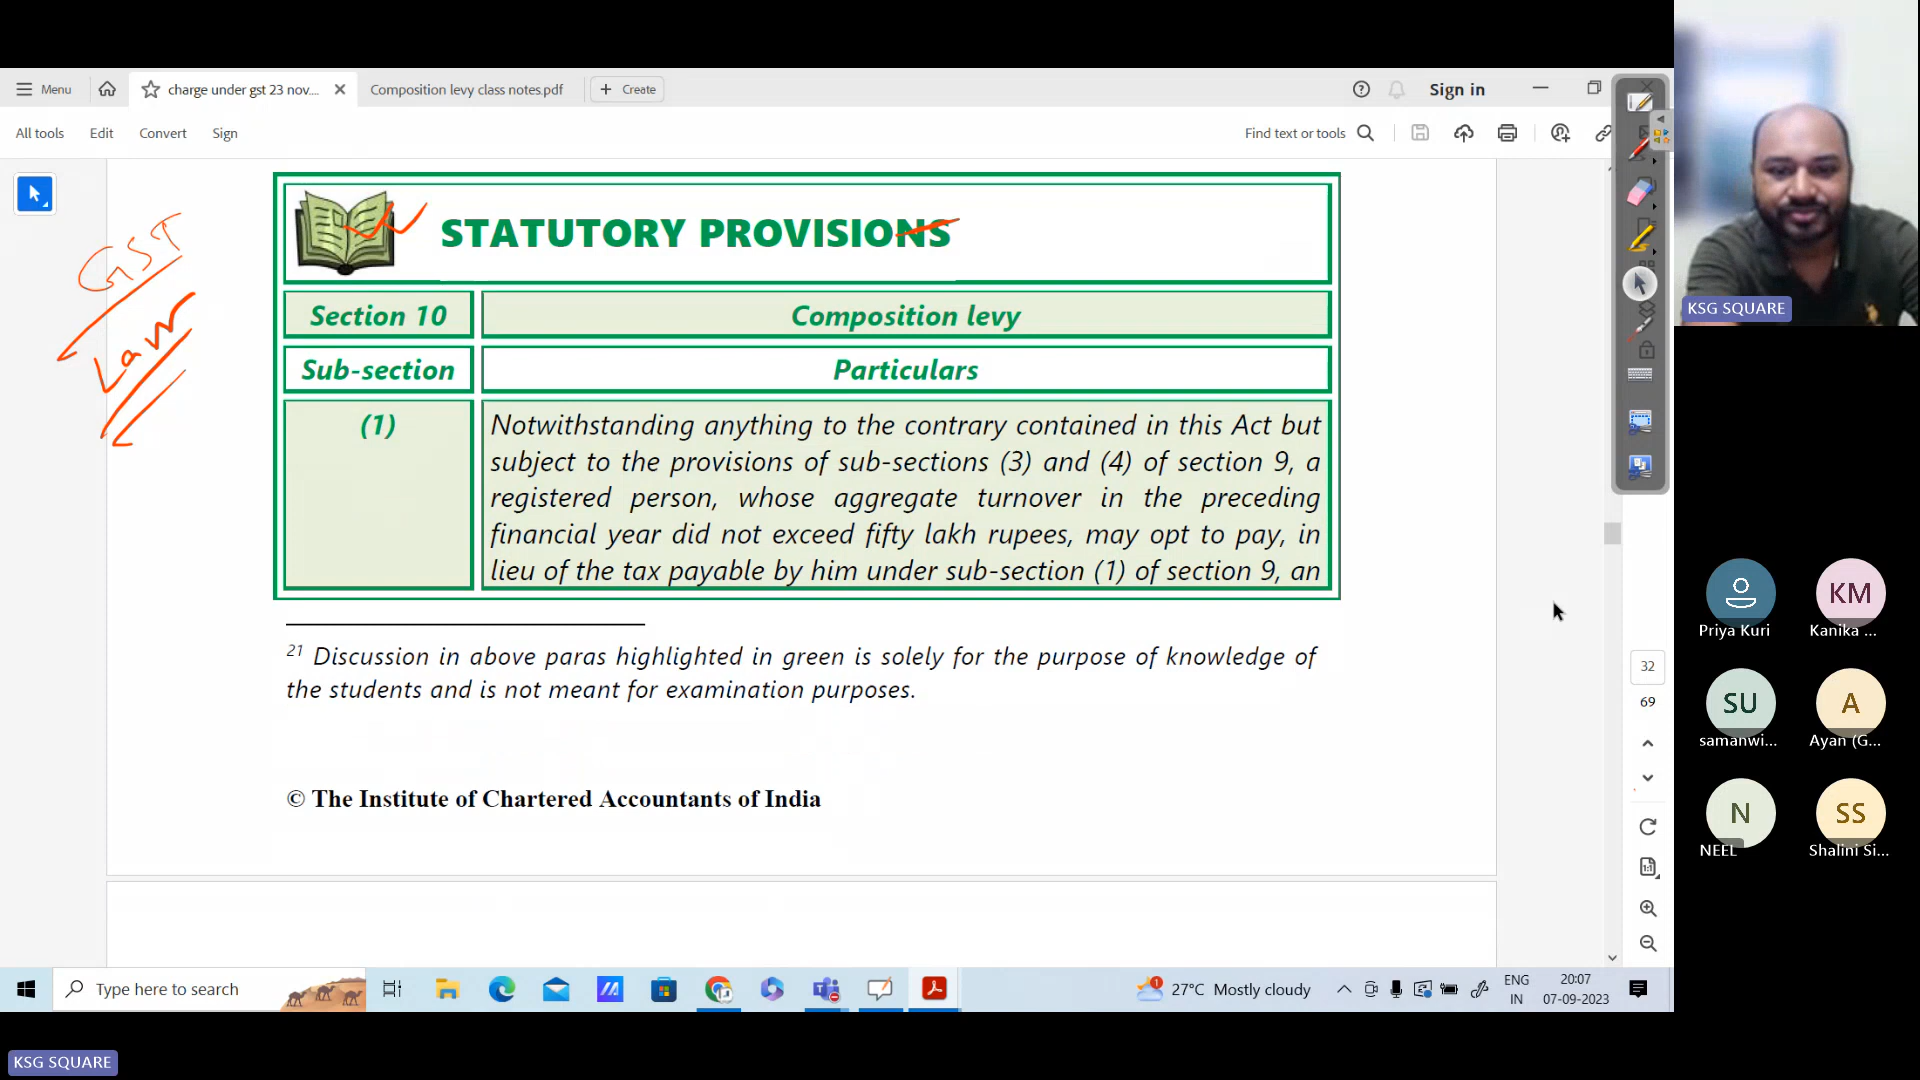 Menu
charge under gst 23 nov....
Composition levy class notes.pdf
Create
Sign in
All tools
Edit
Convert
Sign
Find text or tools
GST
Law
STATUTORY PROVISIONS
Section 10
Composition levy
Sub-section
Particulars
(1)
Notwithstanding anything to the contrary contained in this Act but
subject to the provisions of sub-sections (3) and (4) of section 9, a
registered person, whose aggregate turnover in the preceding
financial year did not exceed fifty lakh rupees, may opt to pay, in
lieu of the tax payable by him under sub-section (1) of section 9, an
21 Discussion in above paras highlighted in green is solely for the purpose of knowledge of
the students and is not meant for examination purposes.
© The Institute of Chartered Accountants of India
32
69
KSG SQUARE
Priya Kuri
KM
Kanika ...
SU
samanwi...
A
Ayan (G...
N
NEEL
SS
Shalini Si...
Type here to search
27°C Mostly cloudy
ENG
IN
20:07
07-09-2023
KSG SQUARE